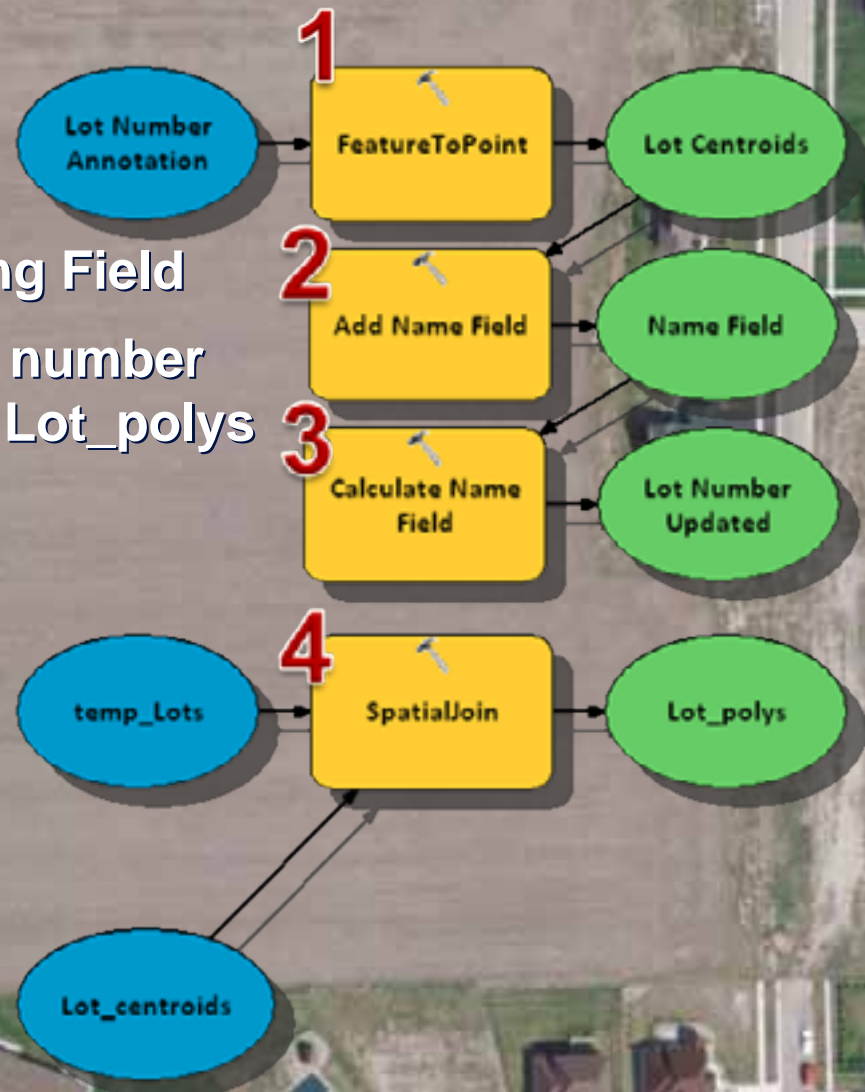 1
Lot Number
Annotation
FeatureToPoint
Lot Centroids
ng Field
2
Add Name Field
Name Field
number
Lot_polys
3
Calculate Name
Field
Lot Number
Updated
4
temp_Lots
SpatialJoin
Lot_polys
Lot_centroids